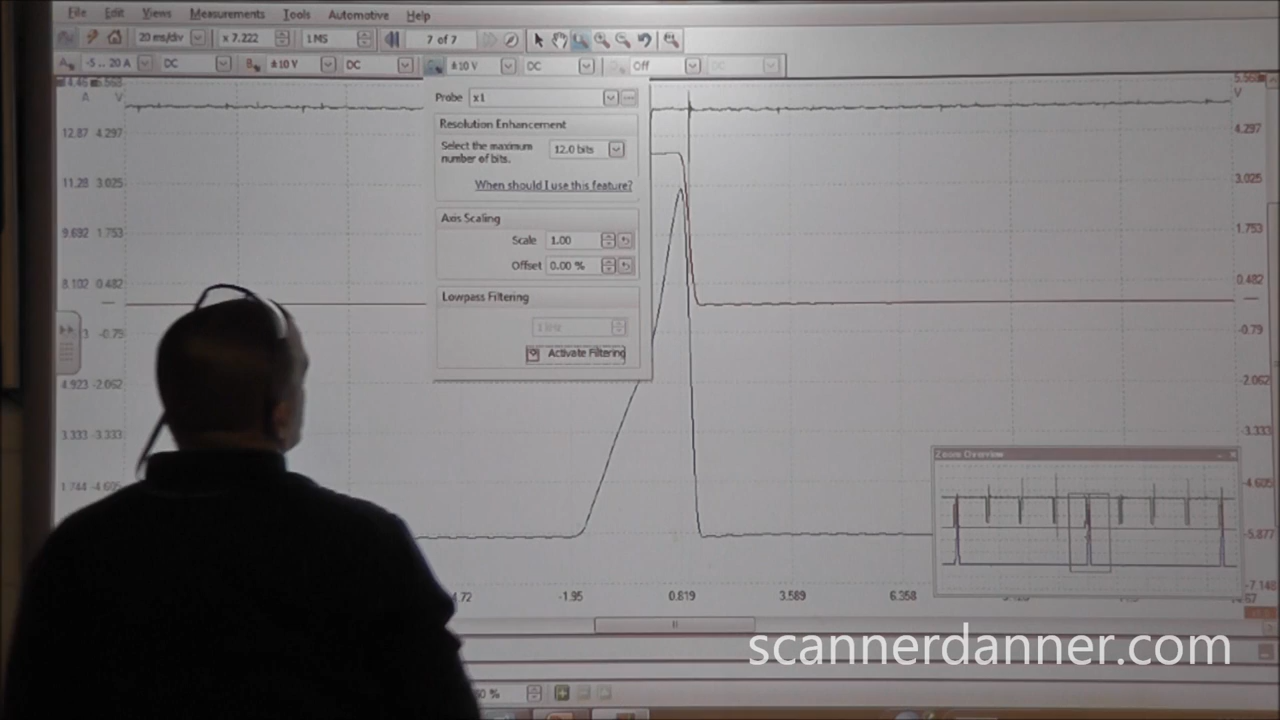 File Edit Views Measurements Tools Automotive Help
20 ms/div x 7.222 1 MS 7 of 7
A -5 .. 20 A DC B ±10 V DC ±10 V DC Off DC
A V
V
Probe x1
Resolution Enhancement
Select the maximum number of bits. 12.0 bits
When should I use this feature?
Axis Scaling
Scale 1.00
Offset 0.00 %
Lowpass Filtering
1 kHz
Activate Filtering
12.87 4.297
11.28 3.025
9.692 1.753
8.102 0.482
-0.75
4.923 -2.062
3.333 -3.333
1.744
4.297
3.025
1.753
0.482
-0.79
-2.062
-3.333
-4.605
-5.877
-7.148
Zoom Overview
4.72 -1.95 0.819 3.589 6.358
scannerdanner.com